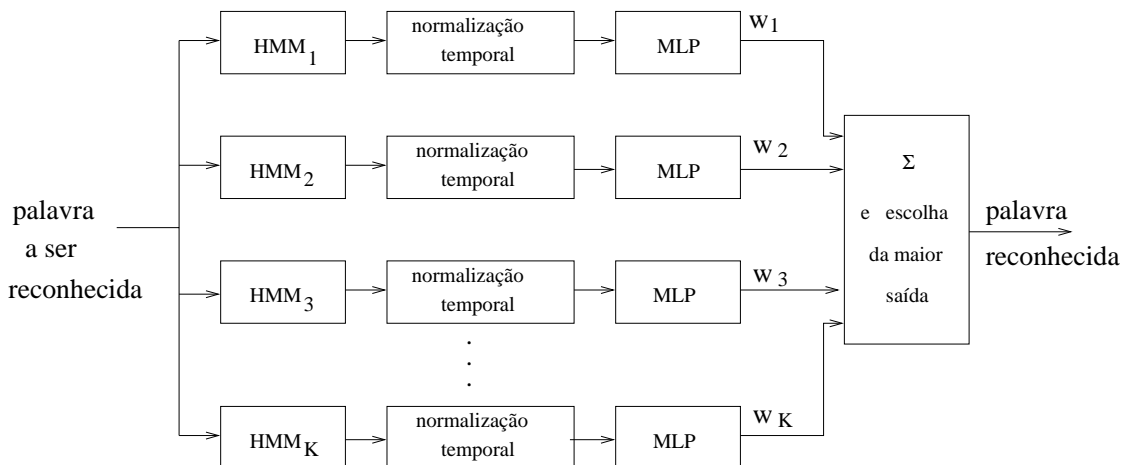 palavra
a ser
reconhecida
HMM1
normalização
temporal
MLP
w1
HMM2
normalização
temporal
MLP
w2
HMM3
normalização
temporal
MLP
w3
.
.
.
HMMK
normalização
temporal
MLP
wK
Σ
e escolha
da maior
saída
palavra
reconhecida